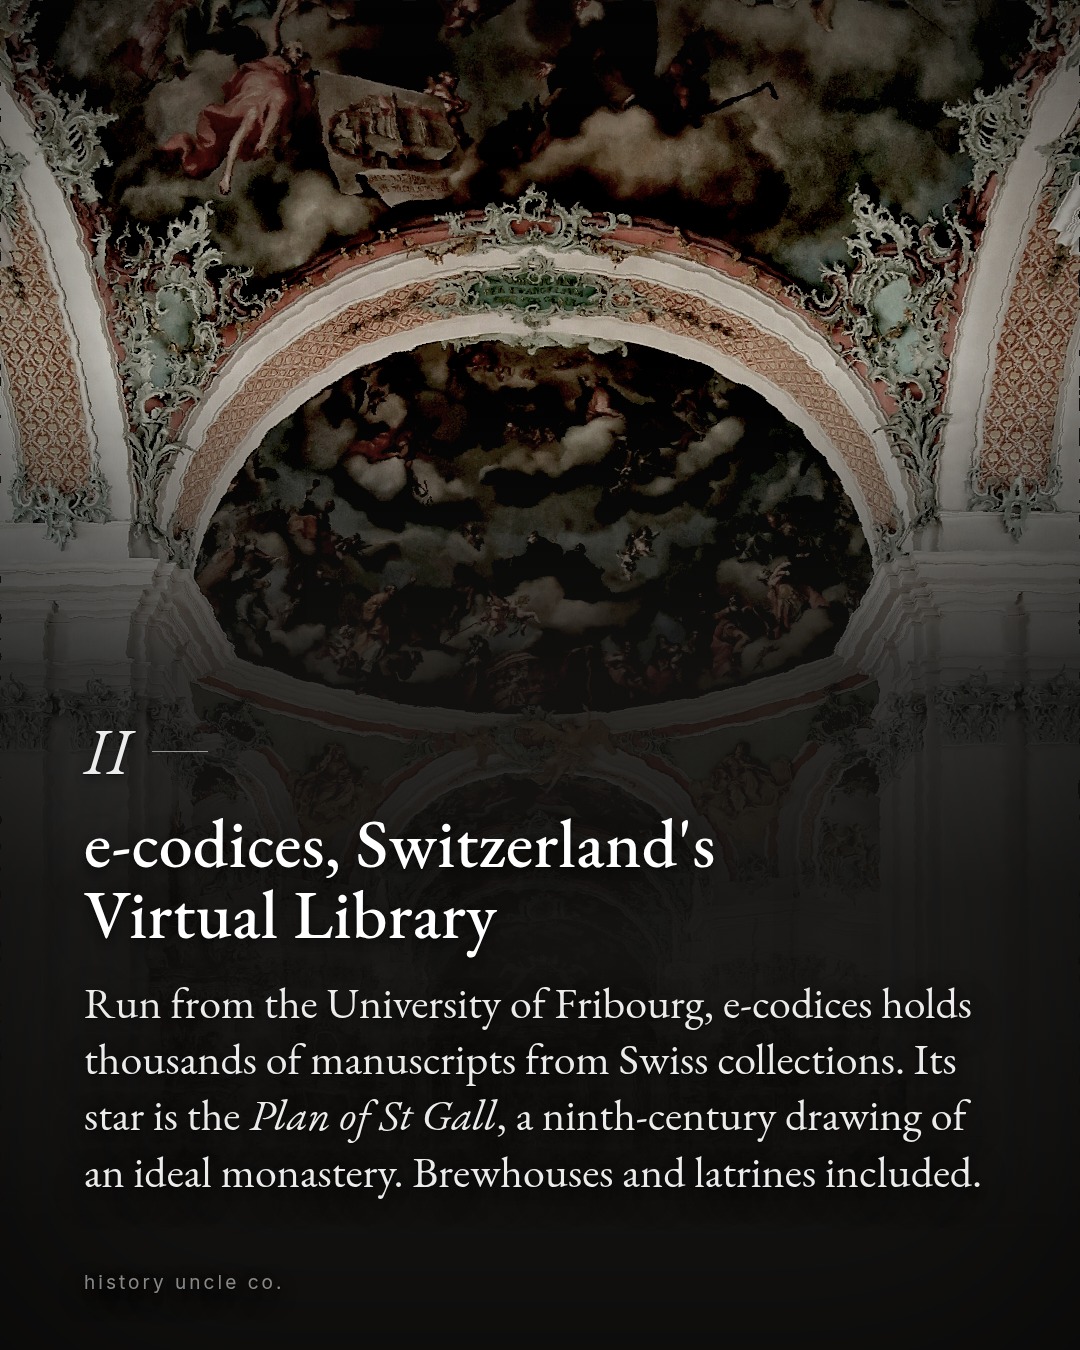 II
e-codices, Switzerland's
Virtual Library
Run from the University of Fribourg, e-codices holds
thousands of manuscripts from Swiss collections. Its
star is the Plan of St Gall, a ninth-century drawing of
an ideal monastery. Brewhouses and latrines included.
history uncle co.